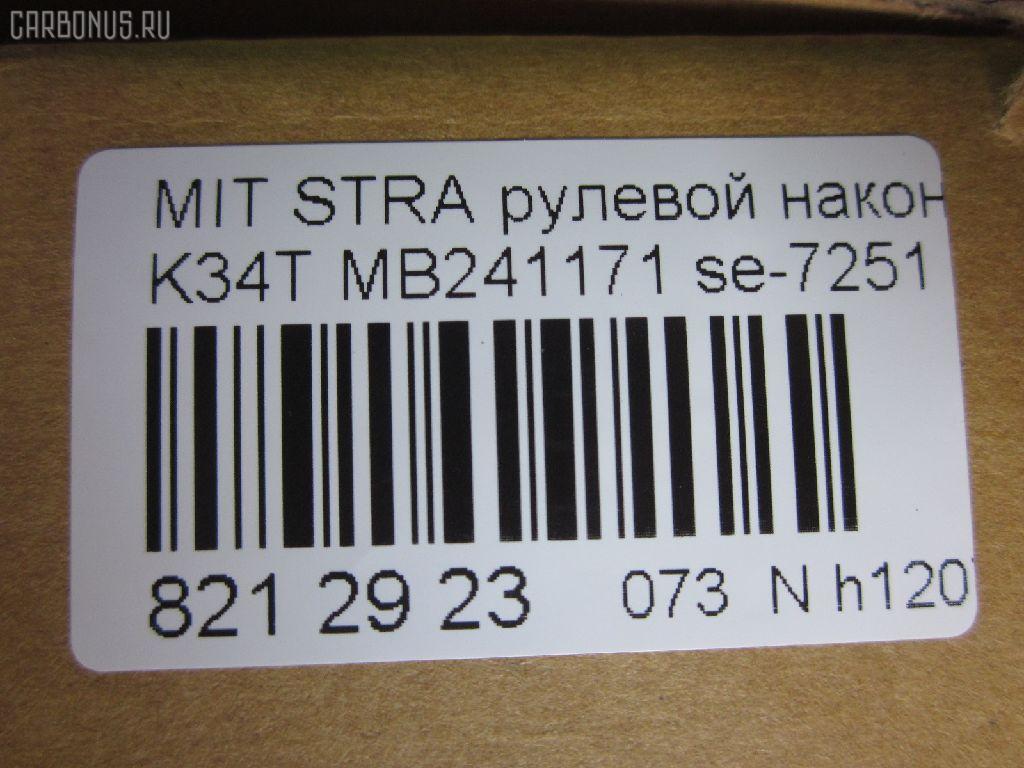 CARBONUS.RU
MIT STRA рулевой након
K34T MB241171 se-7251
821 29 23 073 N h120